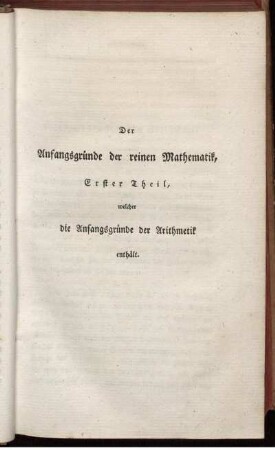 Der
Anfangsgründe der reinen Mathematik,
Erster Theil,
welcher
die Anfangsgründe der Arithmetik
enthält.